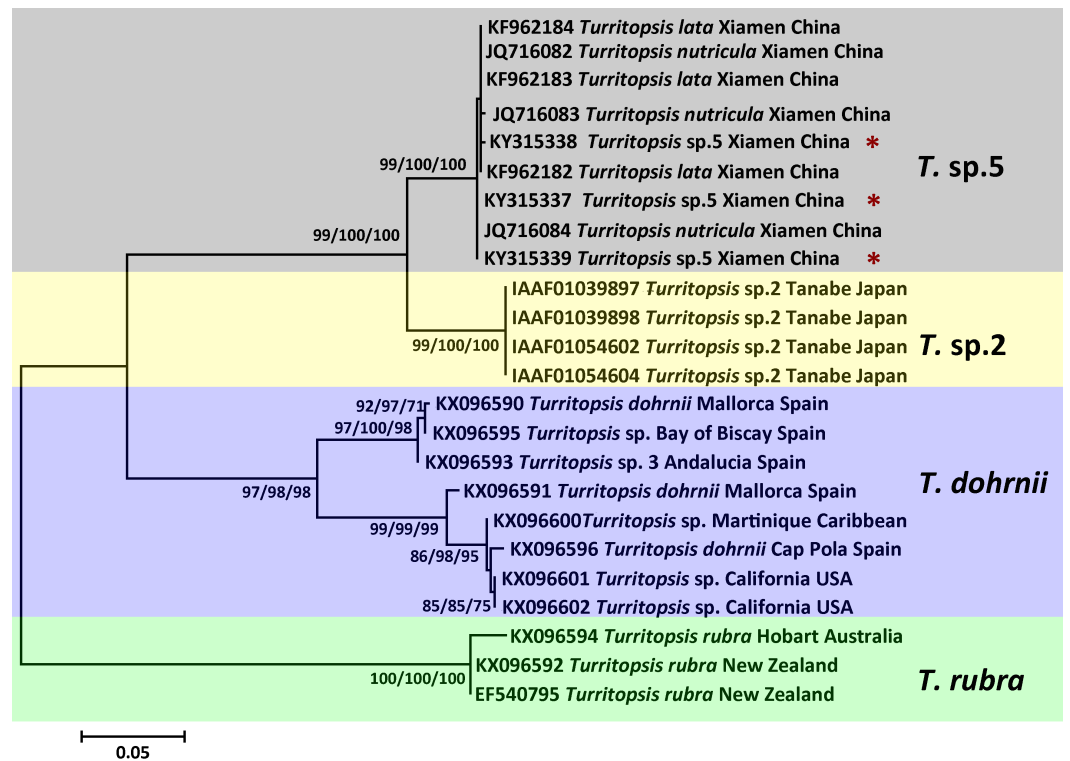 KF962184 Turritopsis lata Xiamen China
JQ716082 Turritopsis nutricula Xiamen China
KF962183 Turritopsis lata Xiamen China
JQ716083 Turritopsis nutricula Xiamen China
KY315338 Turritopsis sp.5 Xiamen China *
99/100/100
T. sp.5
KF962182 Turritopsis lata Xiamen China
KY315337 Turritopsis sp.5 Xiamen China *
JQ716084 Turritopsis nutricula Xiamen China
99/100/100
KY315339 Turritopsis sp.5 Xiamen China *
IAAF01039897 Turritopsis sp.2 Tanabe Japan
IAAF01039898 Turritopsis sp.2 Tanabe Japan
99/100/100
IAAF01054602 Turritopsis sp.2 Tanabe Japan
T. sp.2
IAAF01054604 Turritopsis sp.2 Tanabe Japan
92/97/71
KX096590 Turritopsis dohrnii Mallorca Spain
97/100/98
KX096595 Turritopsis sp. Bay of Biscay Spain
KX096593 Turritopsis sp. 3 Andalucia Spain
T. dohrnii
97/98/98
KX096591 Turritopsis dohrnii Mallorca Spain
KX096600Turritopsis sp. Martinique Caribbean
99/99/99
KX096596 Turritopsis dohrnii Cap Pola Spain
86/98/95
KX096601 Turritopsis sp. California USA
85/85/75
KX096602 Turritopsis sp. California USA
KX096594 Turritopsis rubra Hobart Australia
KX096592 Turritopsis rubra New Zealand
100/100/100
T. rubra
EF540795 Turritopsis rubra New Zealand
0.05